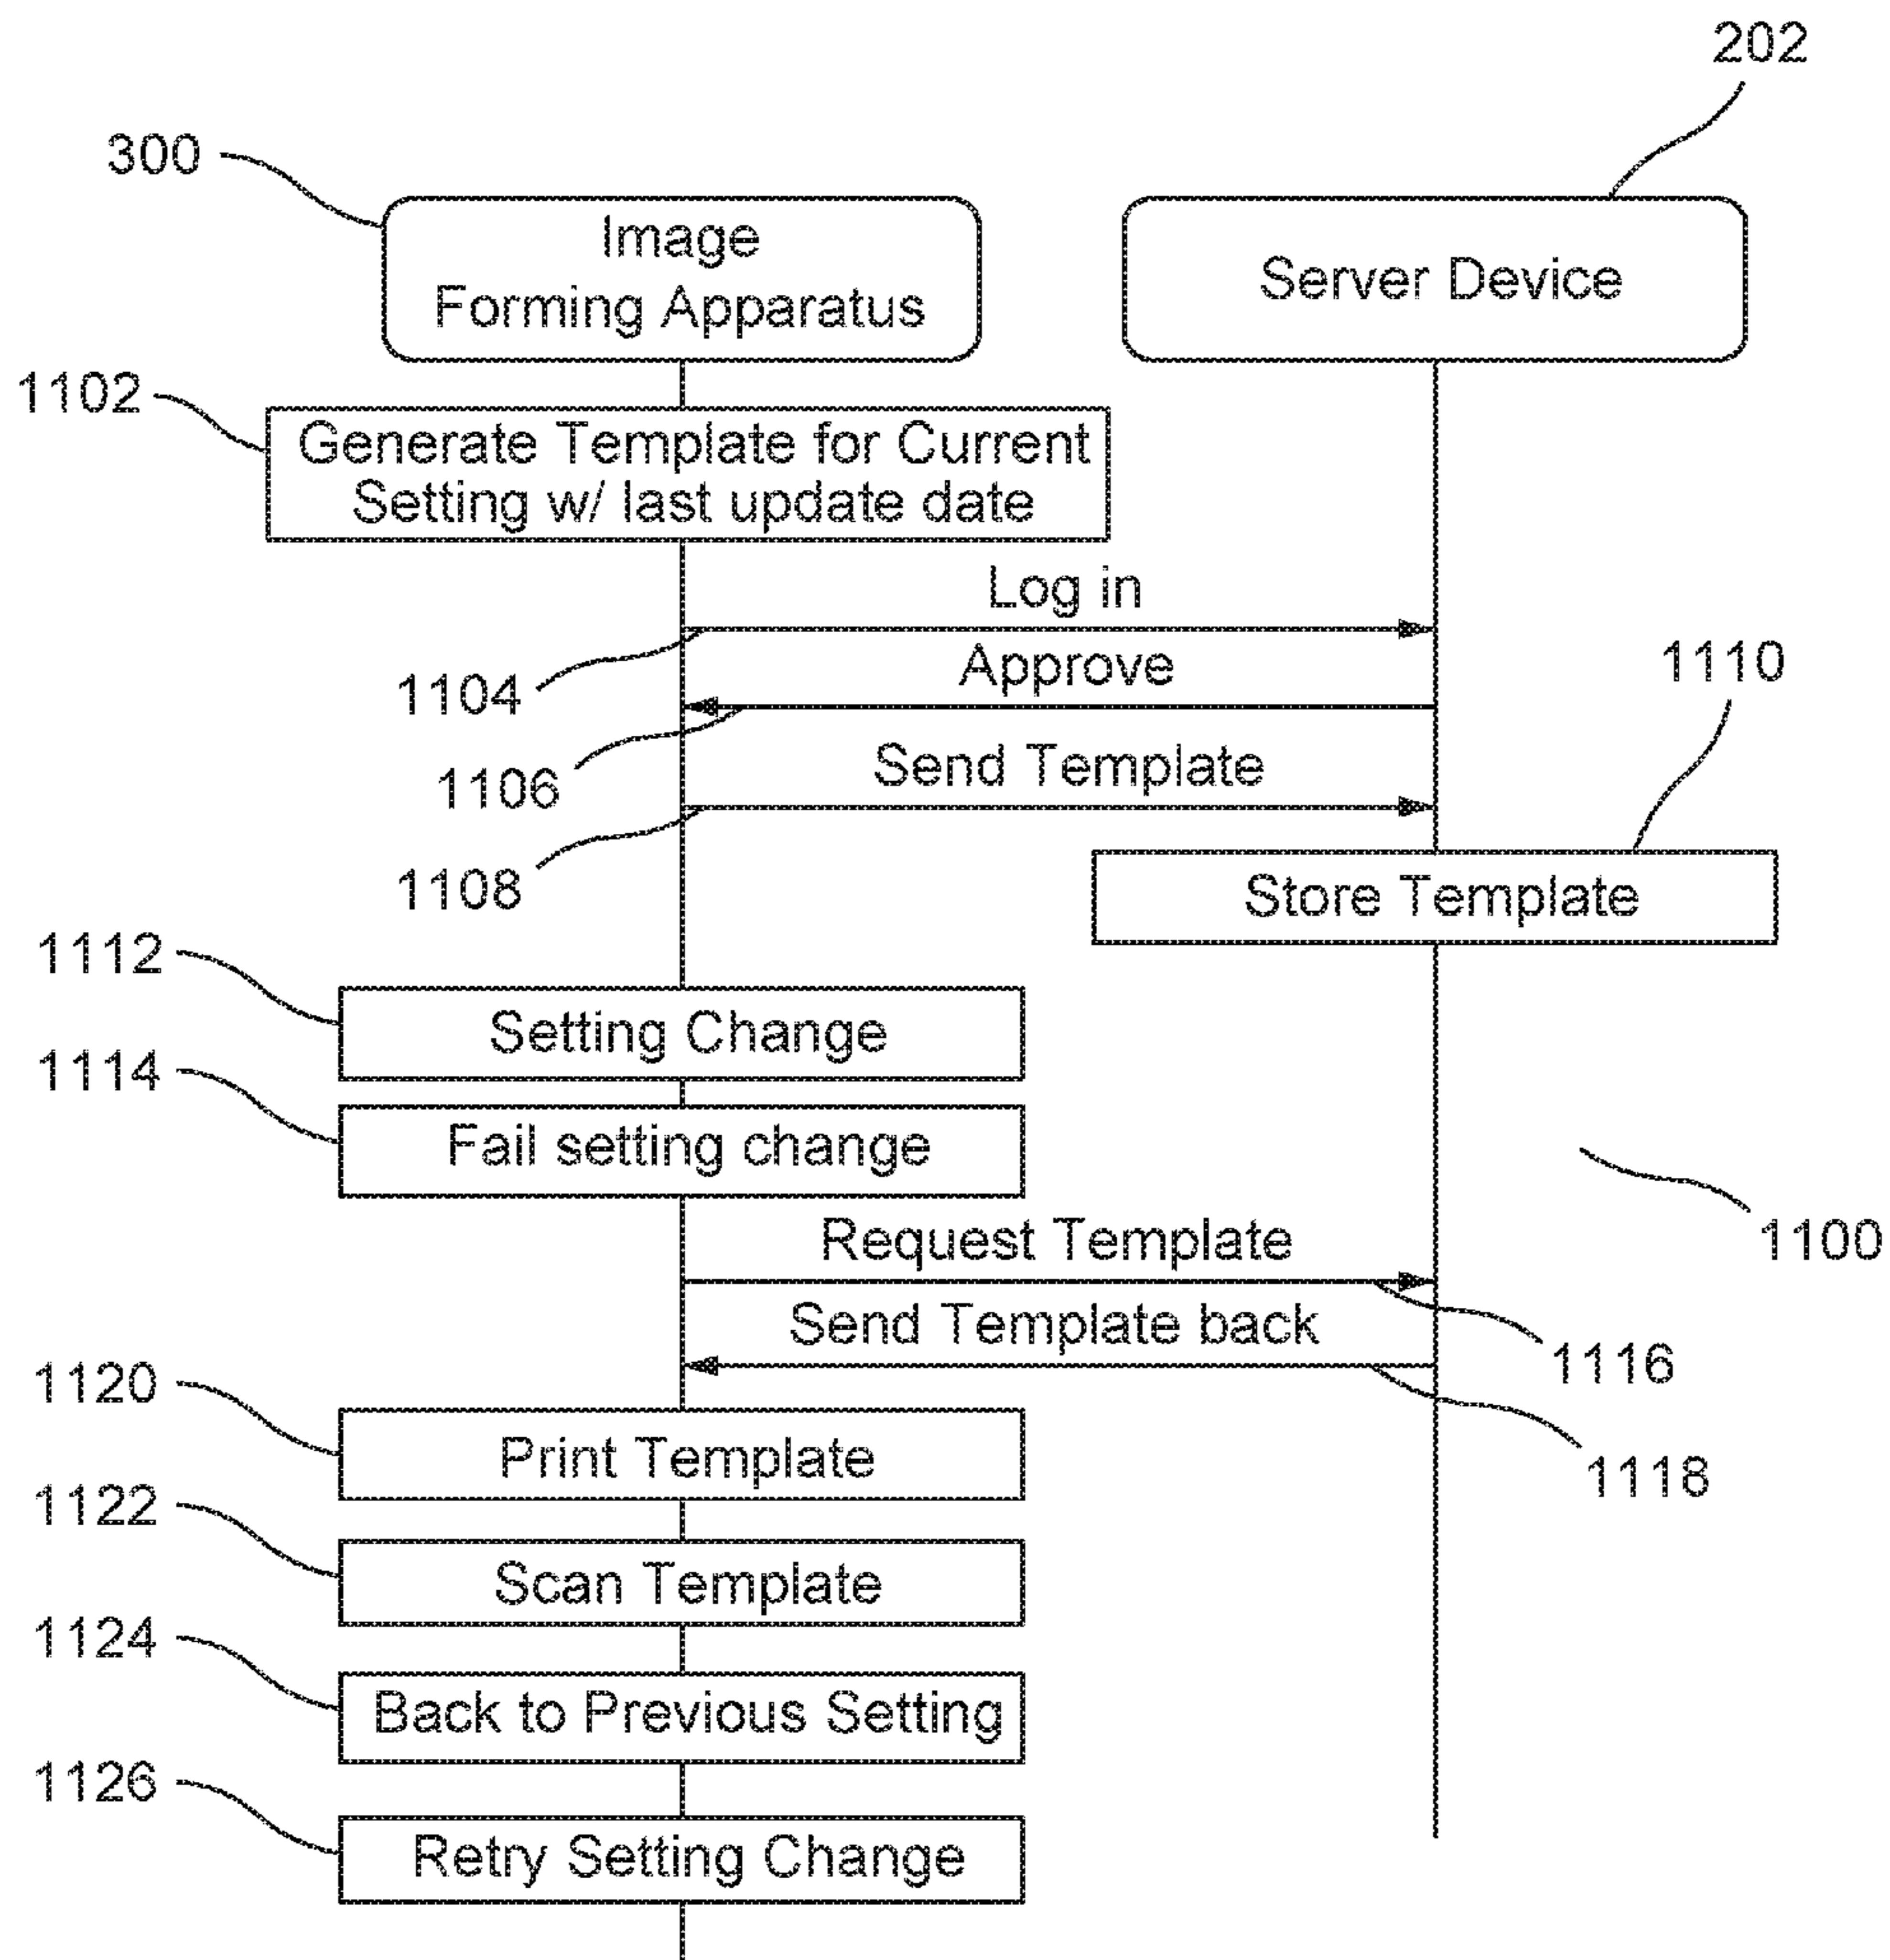 202
300
Image
Forming Apparatus
Server Device
1102
Generate Template for Current
Setting w/ last update date
Log in
1104
Approve
1110
1106
Send Template
1108
Store Template
1112
Setting Change
1114
Fail setting change
1100
Request Template
Send Template back
1116
1120
Print Template
1118
1122
Scan Template
1124
Back to Previous Setting
1126
Retry Setting Change